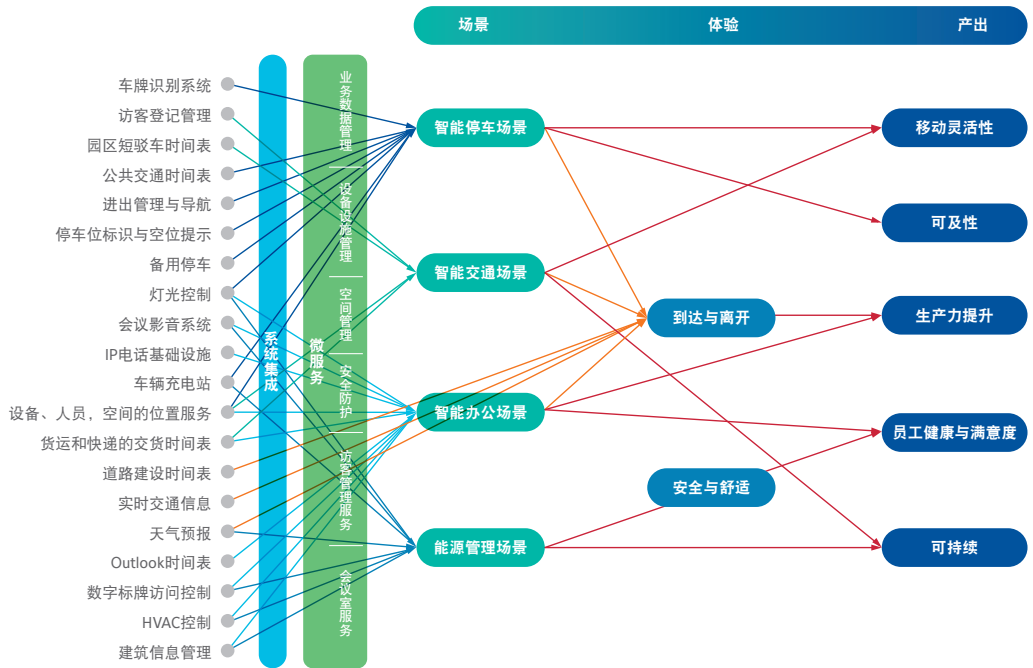 场景
体验
产出
车牌识别系统
访客登记管理
园区短驳车时间表
公共交通时间表
进出管理与导航
停车位标识与空位提示
备用停车
灯光控制
会议影音系统
IP电话基础设施
车辆充电站
设备、人员，空间的位置服务
货运和快递的交货时间表
道路建设时间表
实时交通信息
天气预报
Outlook时间表
数字标牌访问控制
HVAC控制
建筑信息管理
系统集成
微服务
业务数据管理
设备设施管理
空间管理
安全防护
访客管理服务
会议室服务
智能停车场景
智能交通场景
智能办公场景
能源管理场景
到达与离开
安全与舒适
移动灵活性
可及性
生产力提升
员工健康与满意度
可持续